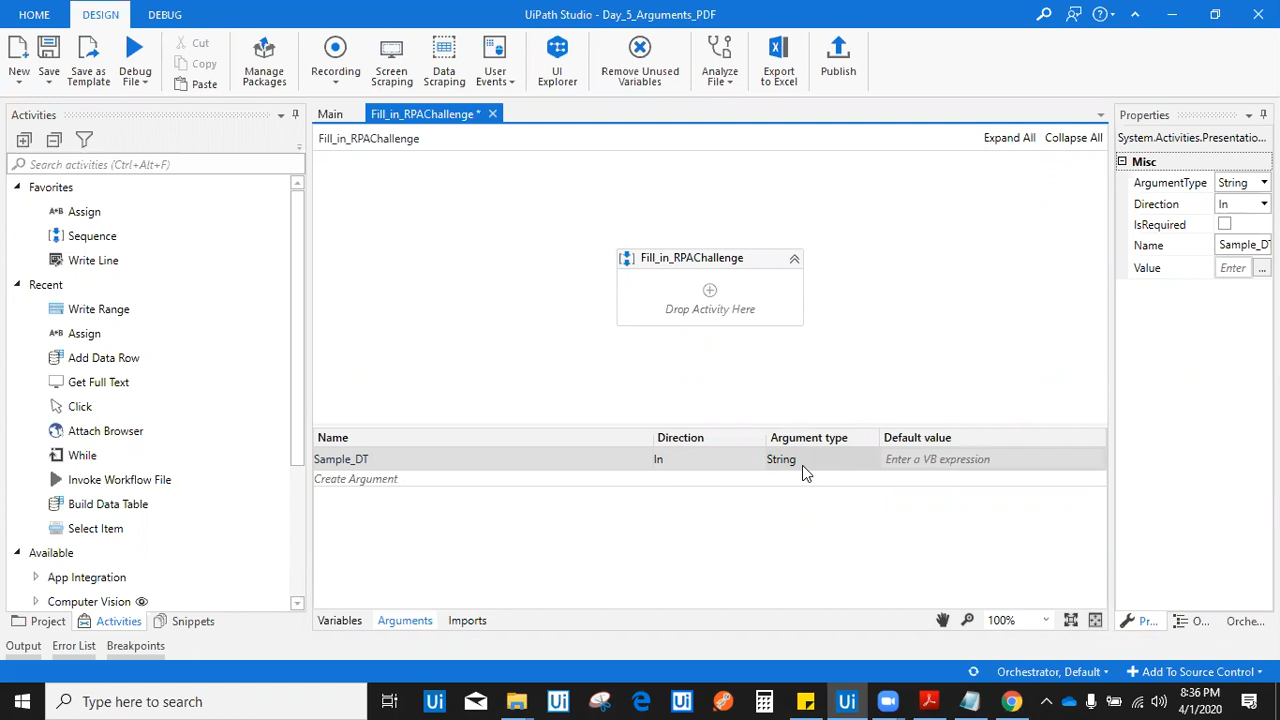 HOME
DESIGN
DEBUG
UiPath Studio - Day_5_Arguments_PDF
New
Save
Save as
Template
Debug
File
Cut
Copy
Paste
Manage
Packages
Recording
Screen
Scraping
Data
Scraping
User
Events
UI
Explorer
Remove Unused
Variables
Analyze
File
Export
to Excel
Publish
Activities
Search activities (Ctrl+Alt+F)
Favorites
Assign
Sequence
Write Line
Recent
Write Range
Assign
Add Data Row
Get Full Text
Click
Attach Browser
While
Invoke Workflow File
Build Data Table
Select Item
Available
App Integration
Computer Vision
Project
Activities
Snippets
Main
Fill_in_RPAChallenge *
Fill_in_RPAChallenge
Expand All
Collapse All
Fill_in_RPAChallenge
Drop Activity Here
Name
Direction
Argument type
Default value
Sample_DT
In
String
Enter a VB expression
Create Argument
Variables
Arguments
Imports
100%
Properties
System.Activities.Presentatio...
Misc
ArgumentType
String
Direction
In
IsRequired
Name
Sample_DT
Value
Enter
...
Pr...
O...
Orche...
Output
Error List
Breakpoints
Orchestrator, Default
Add To Source Control
Type here to search
8:36 PM
4/1/2020